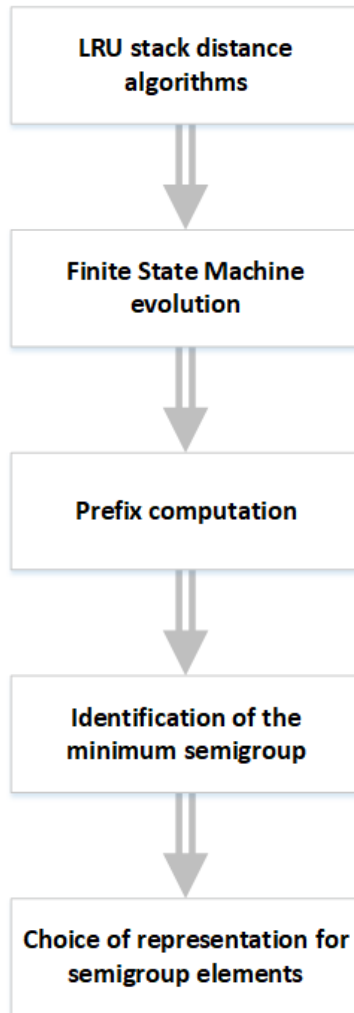 LRU stack distance
algorithms
Finite State Machine
evolution
Prefix computation
Identification of the
minimum semigroup
Choice of representation for
semigroup elements